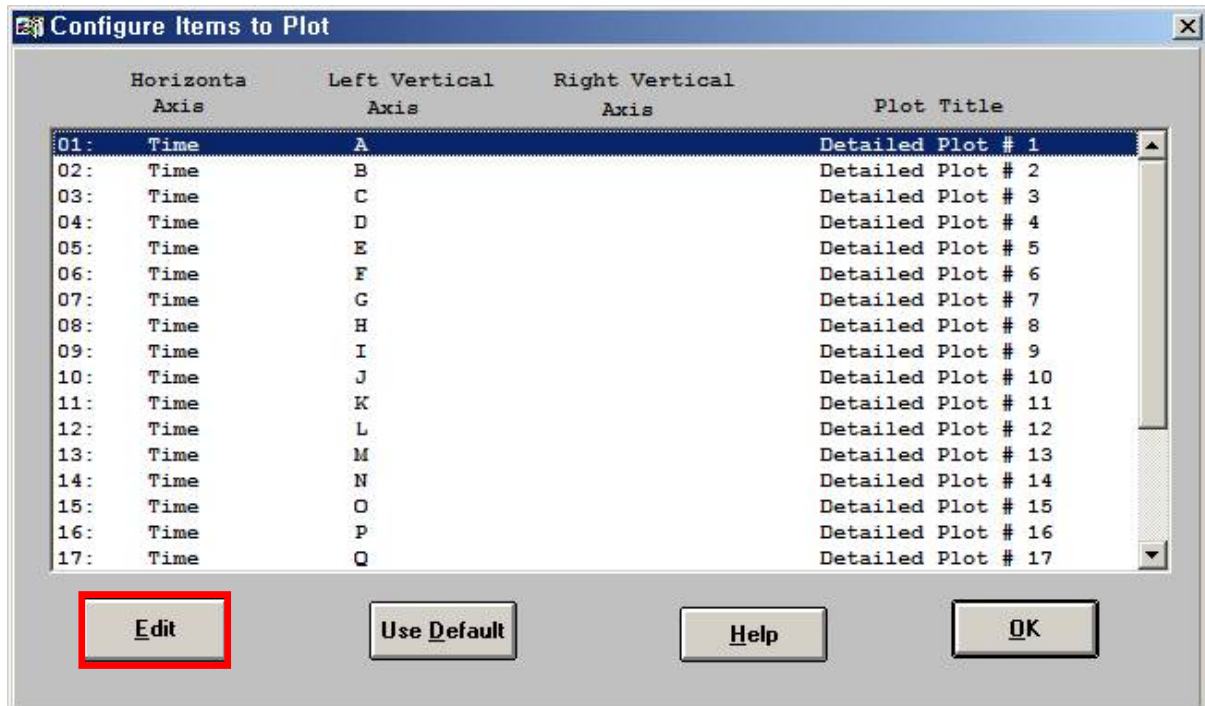 Configure Items to Plot
Horizonta Left Vertical Right Vertical
Axis Axis Axis Plot Title
01: Time A Detailed Plot # 1
02: Time B Detailed Plot # 2
03: Time C Detailed Plot # 3
04: Time D Detailed Plot # 4
05: Time E Detailed Plot # 5
06: Time F Detailed Plot # 6
07: Time G Detailed Plot # 7
08: Time H Detailed Plot # 8
09: Time I Detailed Plot # 9
10: Time J Detailed Plot # 10
11: Time K Detailed Plot # 11
12: Time L Detailed Plot # 12
13: Time M Detailed Plot # 13
14: Time N Detailed Plot # 14
15: Time O Detailed Plot # 15
16: Time P Detailed Plot # 16
17: Time Q Detailed Plot # 17
Edit Use Default Help OK